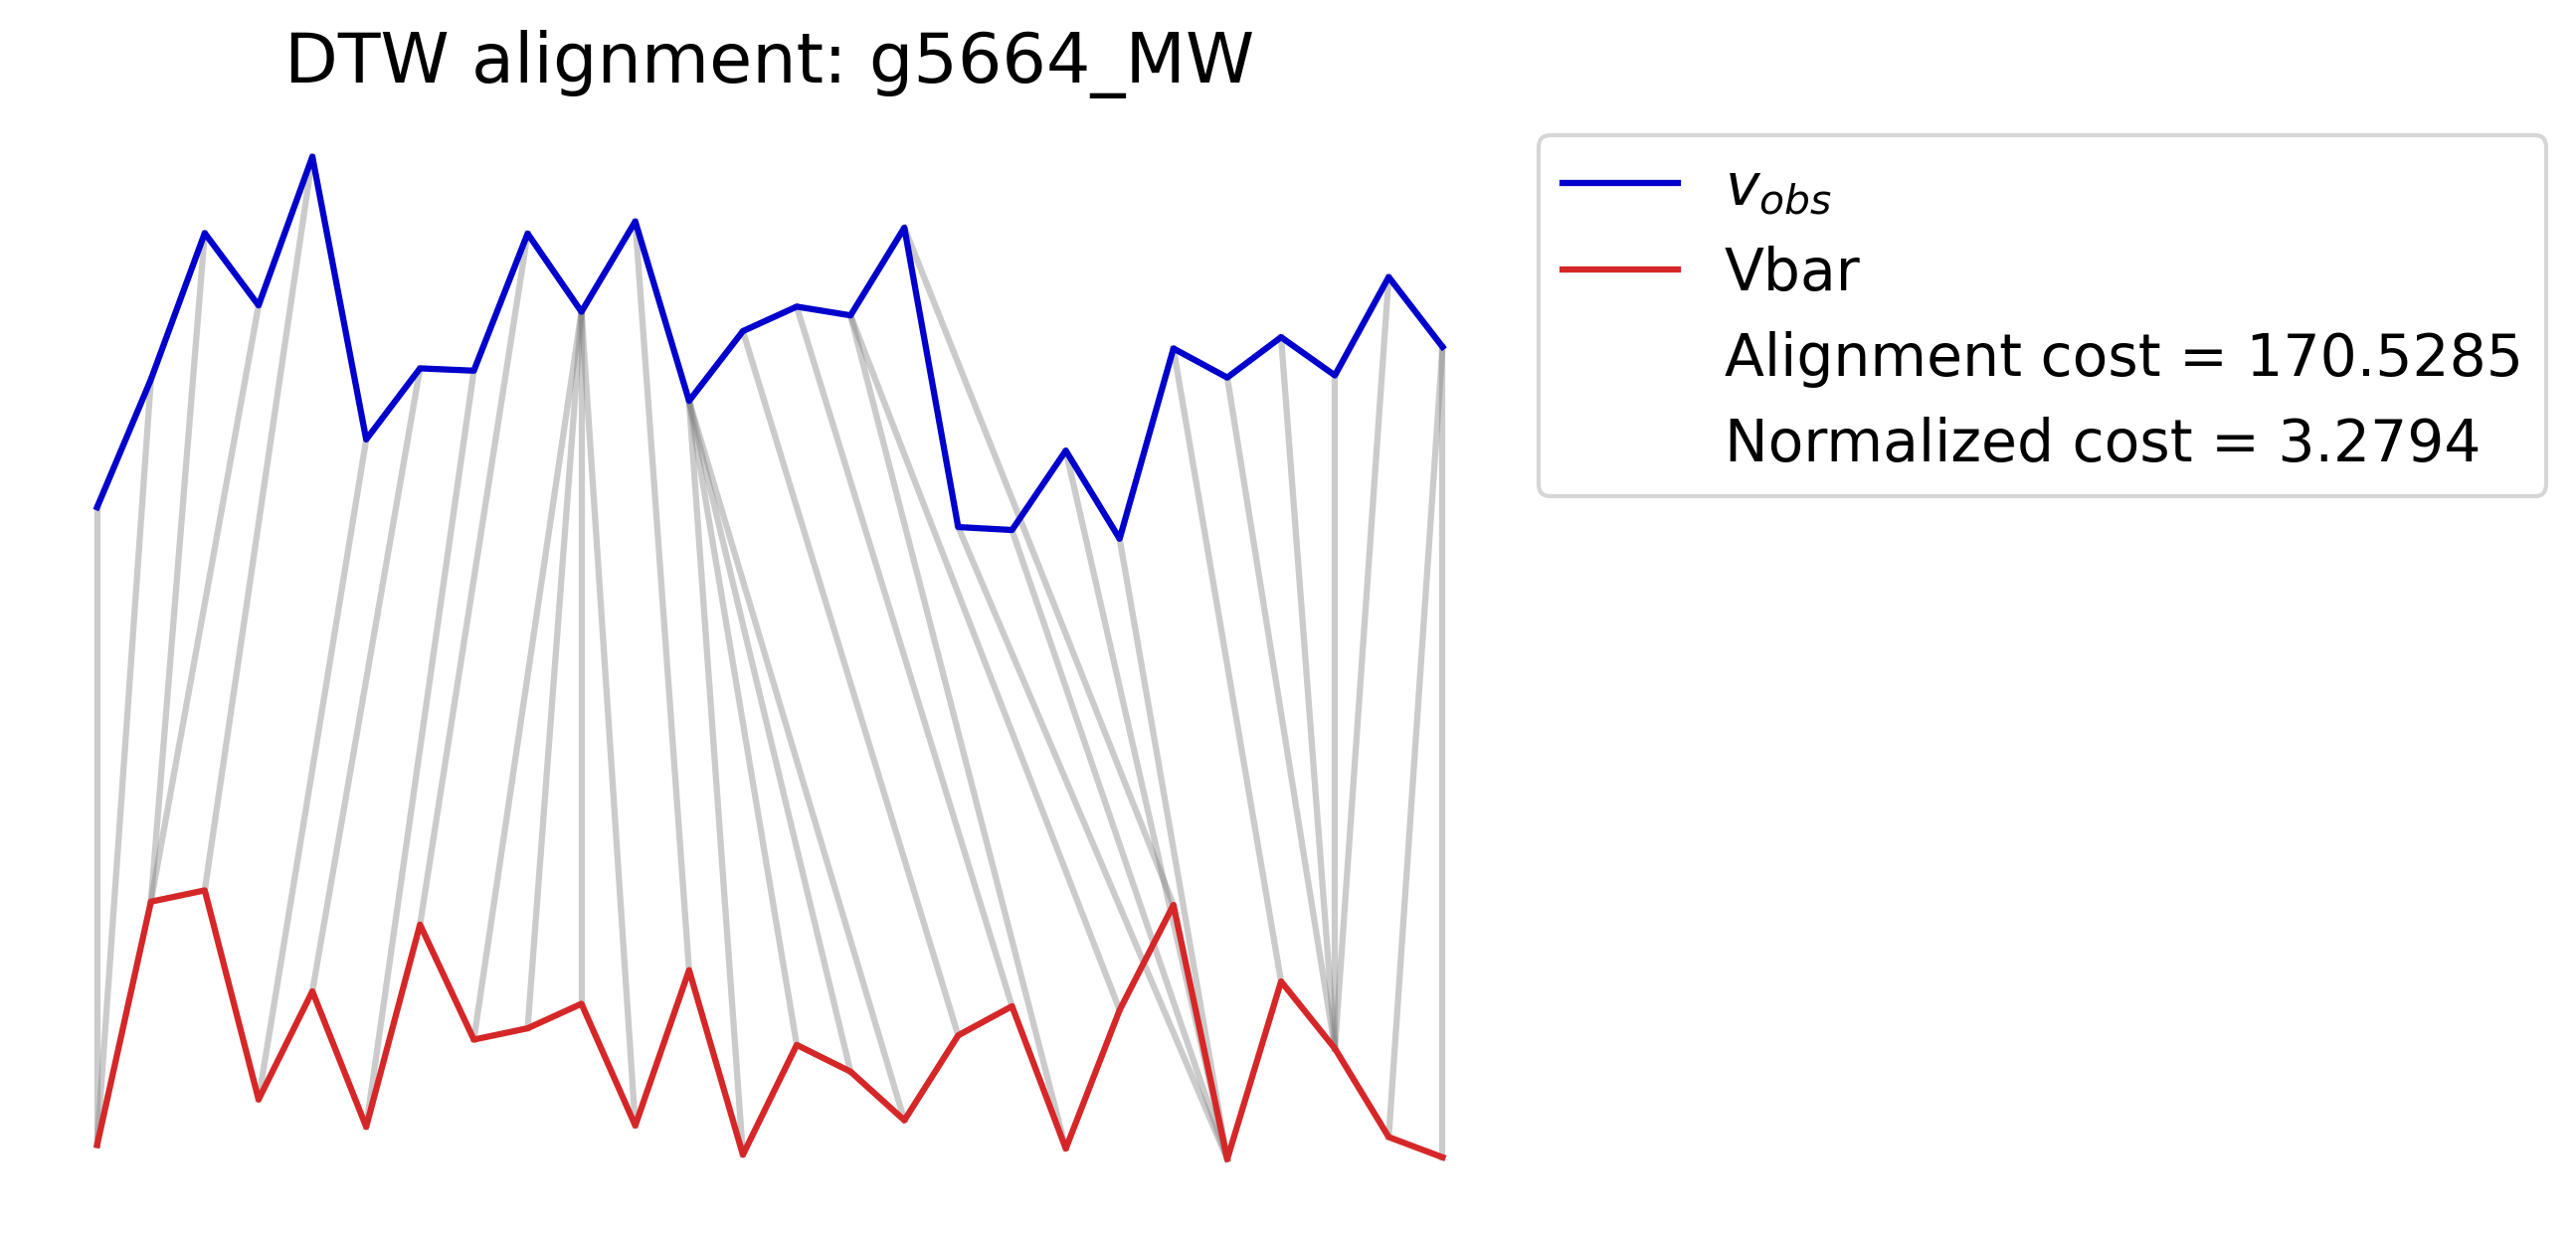 DTW alignment: g5664_MW
v_obs
Vbar
Alignment cost = 170.5285
Normalized cost = 3.2794